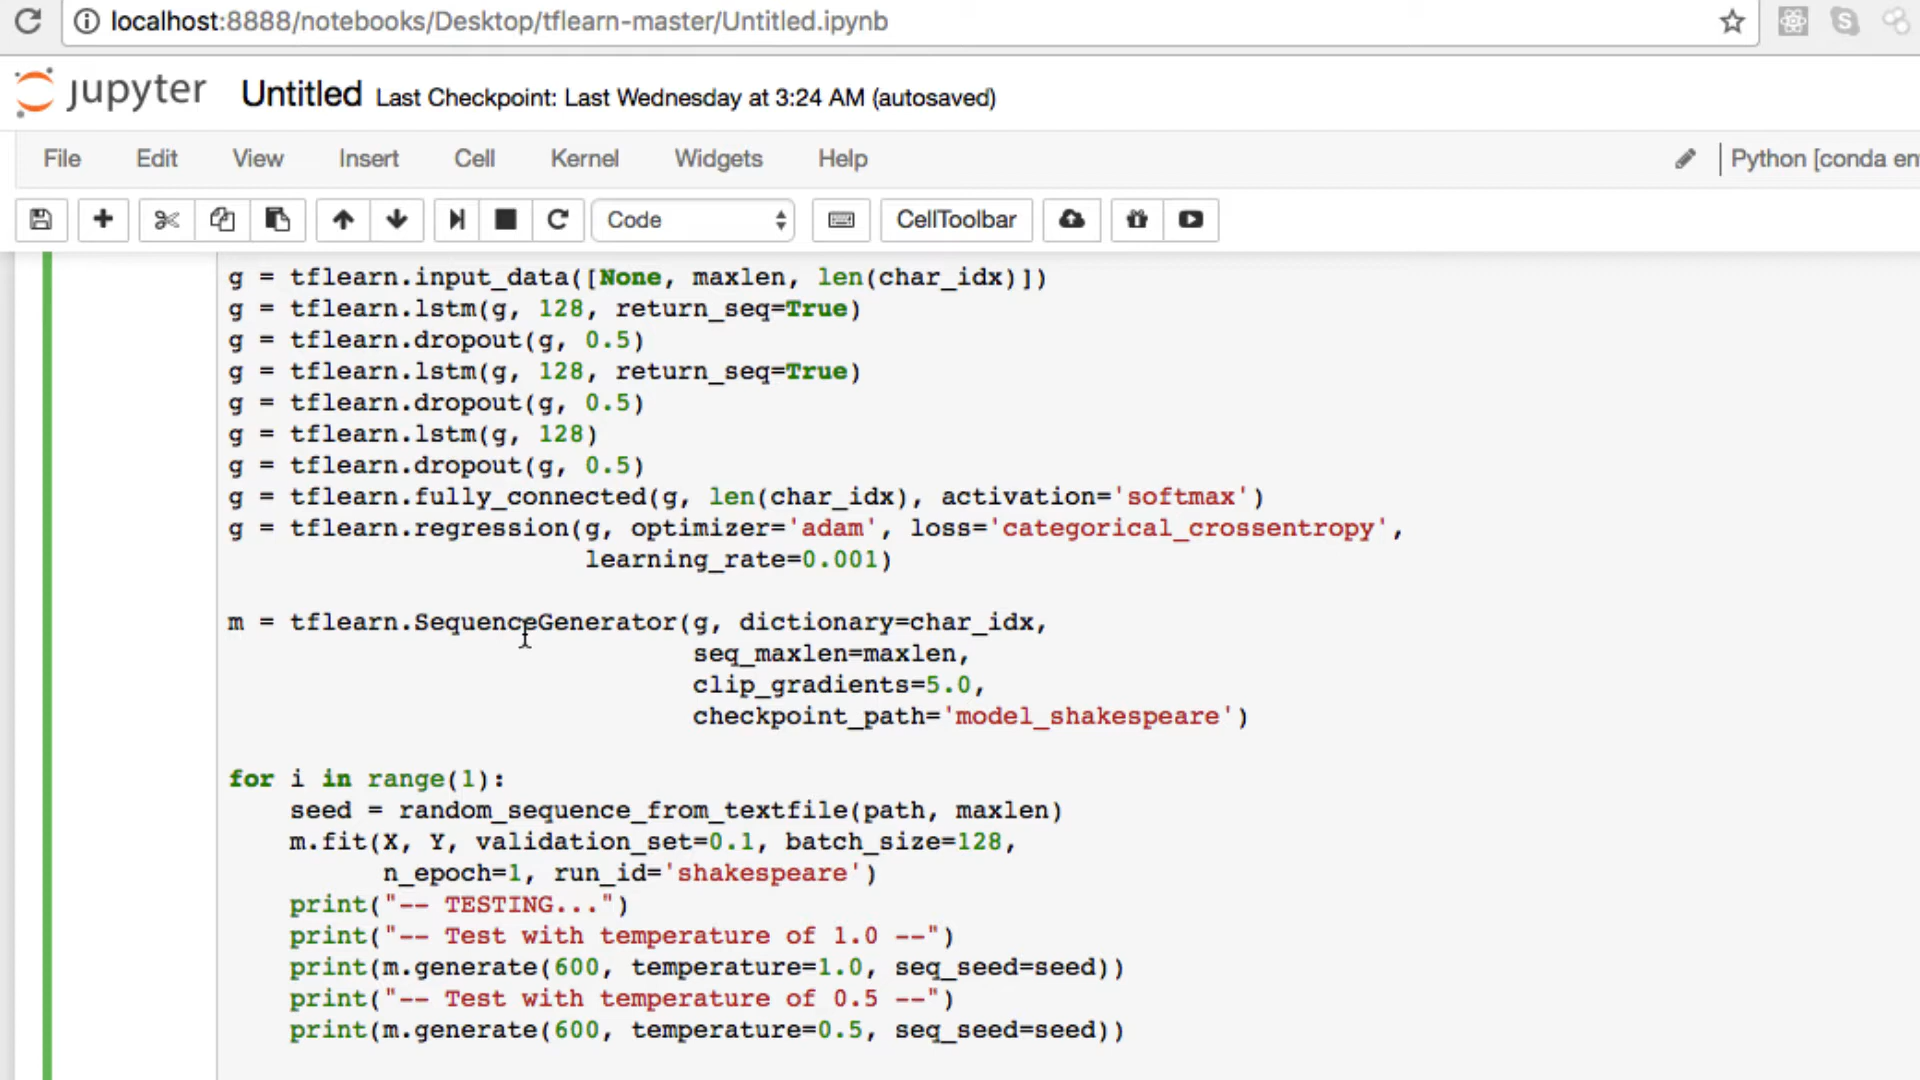 localhost:8888/notebooks/Desktop/tflearn-master/Untitled.ipynb
jupyter Untitled Last Checkpoint: Last Wednesday at 3:24 AM (autosaved)
File Edit View Insert Cell Kernel Widgets Help Python [conda en
Code CellToolbar
g = tflearn.input_data([None, maxlen, len(char_idx)])
g = tflearn.lstm(g, 128, return_seq=True)
g = tflearn.dropout(g, 0.5)
g = tflearn.lstm(g, 128, return_seq=True)
g = tflearn.dropout(g, 0.5)
g = tflearn.lstm(g, 128)
g = tflearn.dropout(g, 0.5)
g = tflearn.fully_connected(g, len(char_idx), activation='softmax')
g = tflearn.regression(g, optimizer='adam', loss='categorical_crossentropy',
learning_rate=0.001)
m = tflearn.SequenceGenerator(g, dictionary=char_idx,
seq_maxlen=maxlen,
clip_gradients=5.0,
checkpoint_path='model_shakespeare')
for i in range(1):
seed = random_sequence_from_textfile(path, maxlen)
m.fit(X, Y, validation_set=0.1, batch_size=128,
n_epoch=1, run_id='shakespeare')
print("-- TESTING...")
print("-- Test with temperature of 1.0 --")
print(m.generate(600, temperature=1.0, seq_seed=seed))
print("-- Test with temperature of 0.5 --")
print(m.generate(600, temperature=0.5, seq_seed=seed))